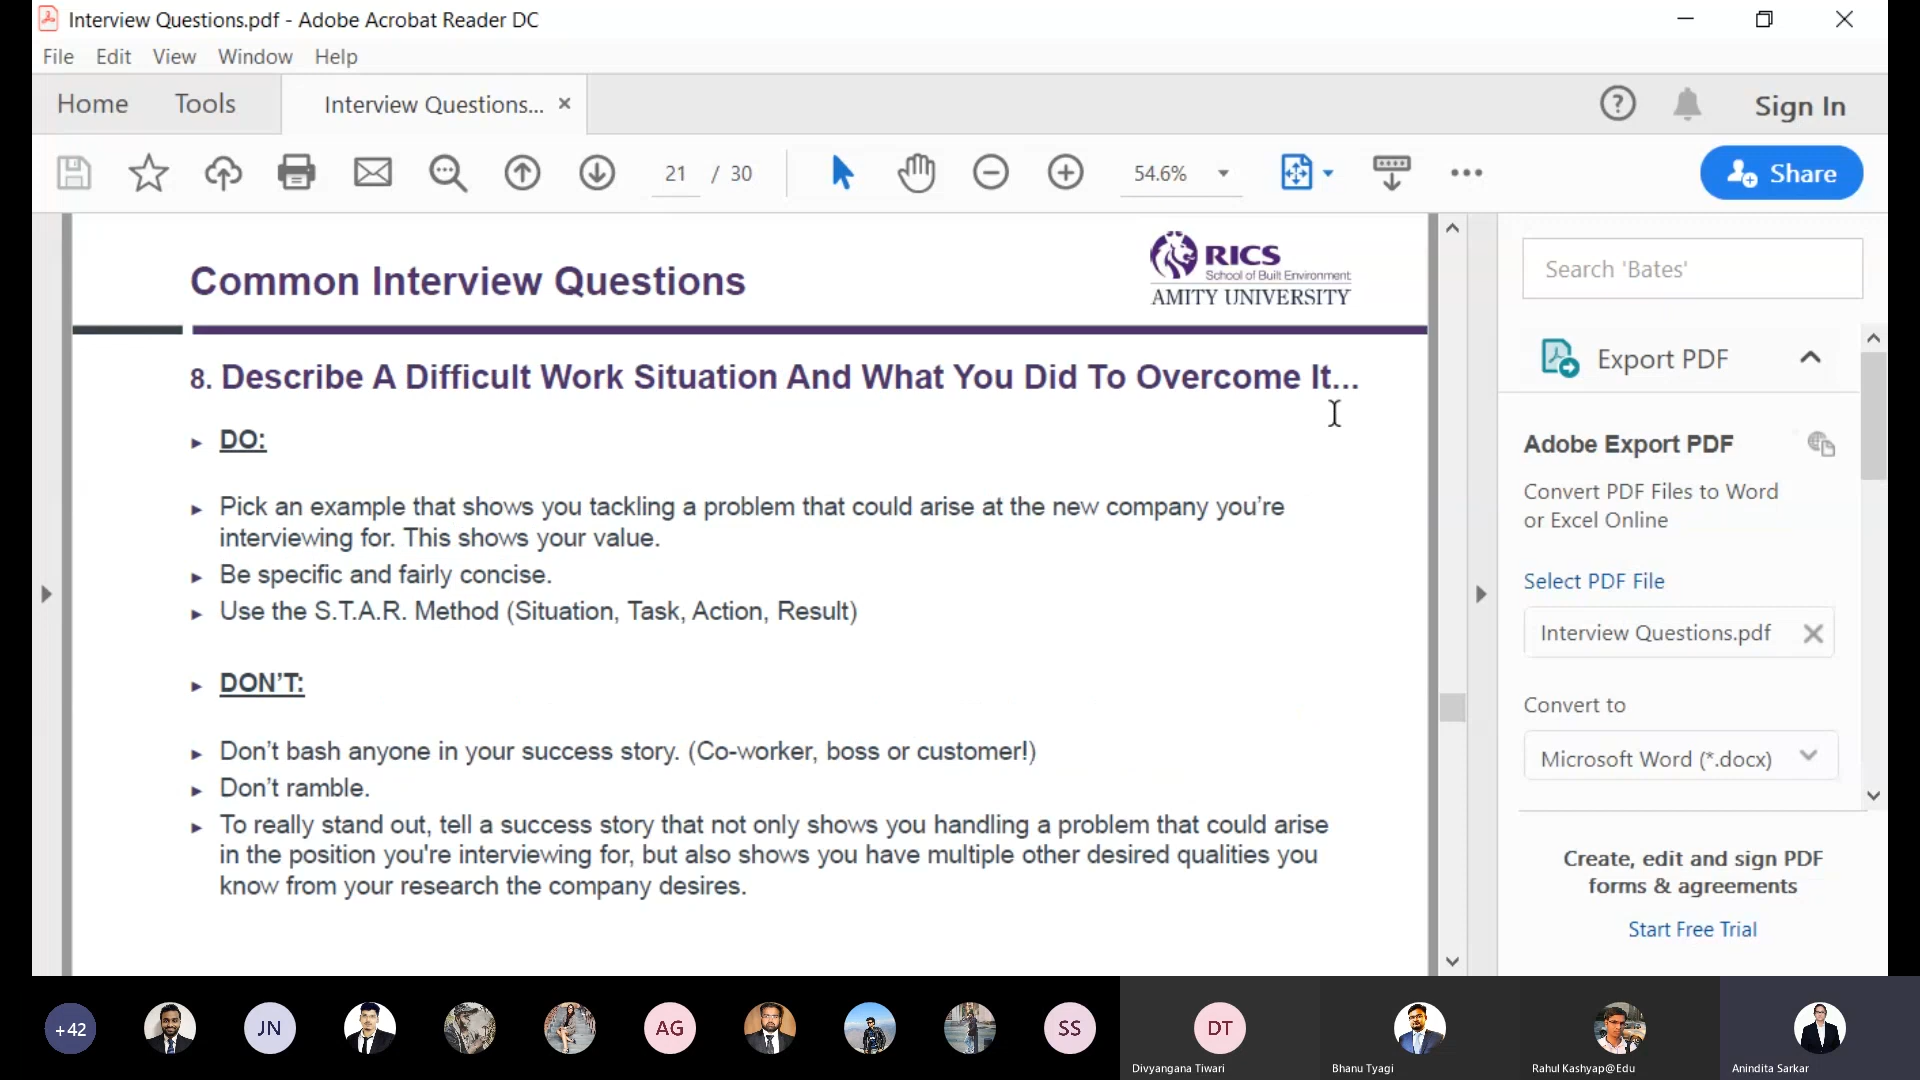 Interview Questions.pdf - Adobe Acrobat Reader DC
File Edit View Window Help
Home Tools Interview Questions... × Sign In
21 / 30 54.6% Share
Common Interview Questions
RICS
School of Built Environment
AMITY UNIVERSITY
8. Describe A Difficult Work Situation And What You Did To Overcome It...
DO:
Pick an example that shows you tackling a problem that could arise at the new company you're
interviewing for. This shows your value.
Be specific and fairly concise.
Use the S.T.A.R. Method (Situation, Task, Action, Result)
DON'T:
Don't bash anyone in your success story. (Co-worker, boss or customer!)
Don't ramble.
To really stand out, tell a success story that not only shows you handling a problem that could arise
in the position you're interviewing for, but also shows you have multiple other desired qualities you
know from your research the company desires.
Search 'Bates'
Export PDF
Adobe Export PDF
Convert PDF Files to Word
or Excel Online
Select PDF File
Interview Questions.pdf
Convert to
Microsoft Word (*.docx)
Create, edit and sign PDF
forms & agreements
Start Free Trial
+42 JN AG SS DT
Divyangana Tiwari Bhanu Tyagi Rahul Kashyap@Edu Anindita Sarkar